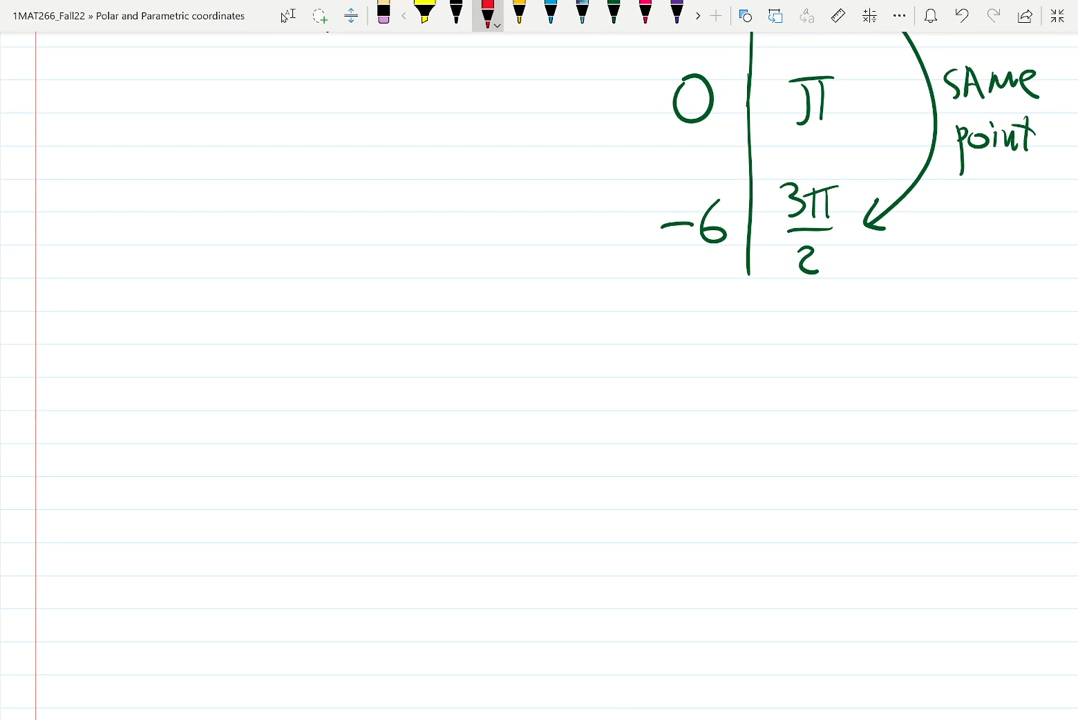 1MAT266_Fall22 » Polar and Parametric coordinates
0 π SAME
point
-6 3π
2